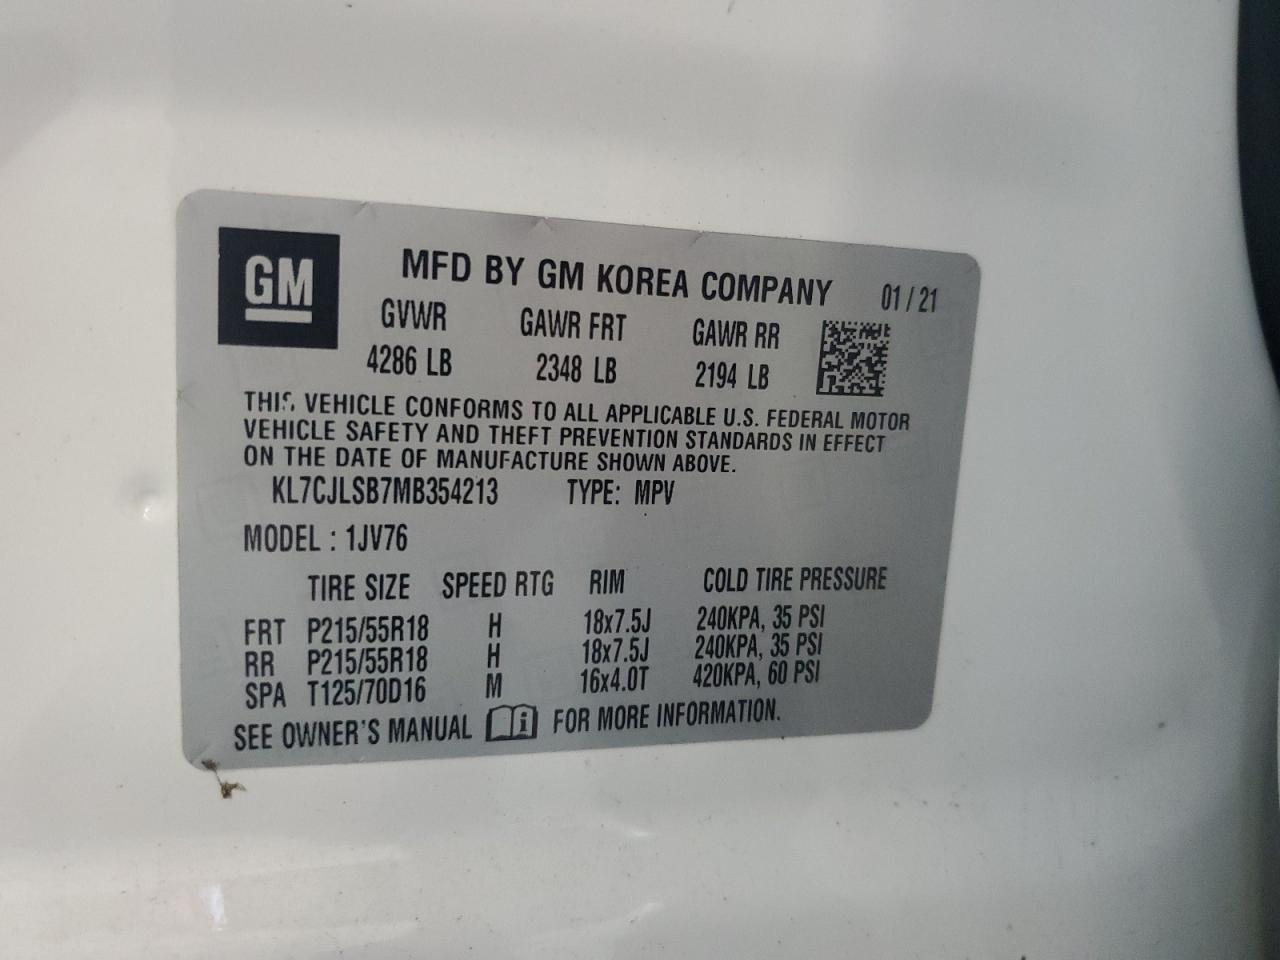 GM
MFD BY GM KOREA COMPANY 01/21
GVWR GAWR FRT GAWR RR
4286 LB 2348 LB 2194 LB
THIS VEHICLE CONFORMS TO ALL APPLICABLE U.S. FEDERAL MOTOR
VEHICLE SAFETY AND THEFT PREVENTION STANDARDS IN EFFECT
ON THE DATE OF MANUFACTURE SHOWN ABOVE.
KL7CJLSB7MB354213 TYPE: MPV
MODEL : 1JV76
TIRE SIZE SPEED RTG RIM COLD TIRE PRESSURE
FRT P215/55R18 H 18x7.5J 240KPA, 35 PSI
RR P215/55R18 H 18x7.5J 240KPA, 35 PSI
SPA T125/70D16 M 16x4.0T 420KPA, 60 PSI
SEE OWNER'S MANUAL i FOR MORE INFORMATION.